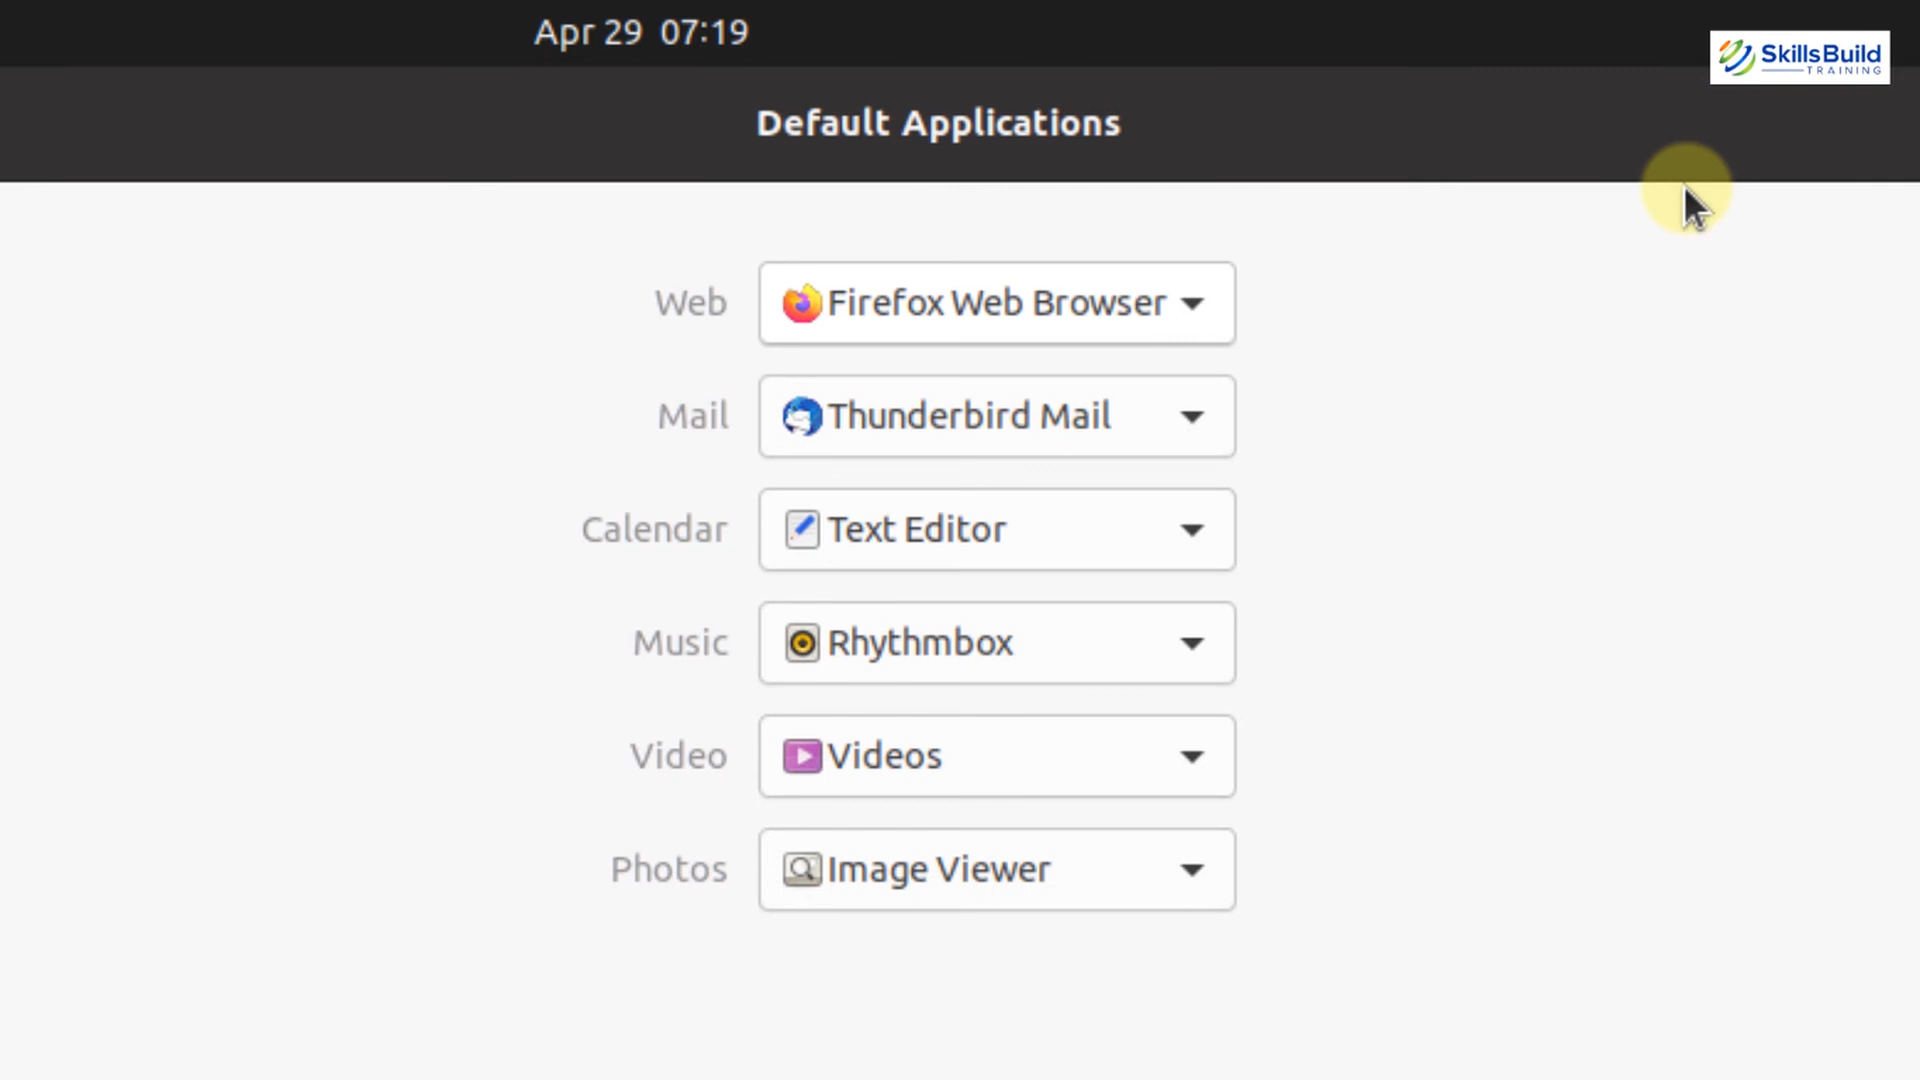 Apr 29 07:19
SkillsBuild
TRAINING
Default Applications
Web Firefox Web Browser
Mail Thunderbird Mail
Calendar Text Editor
Music Rhythmbox
Video Videos
Photos Image Viewer